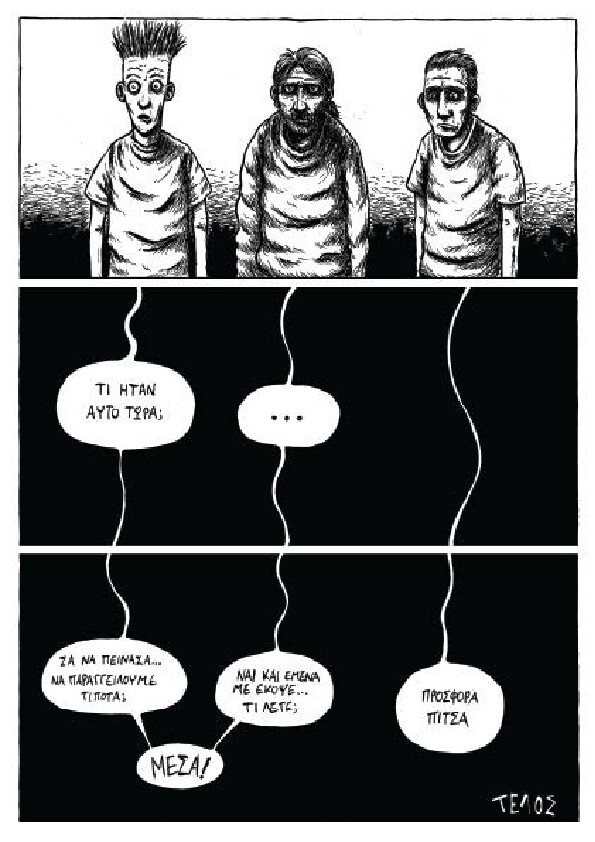 ΤΙ ΗΤΑΝ
ΑΥΤΟ ΤΩΡΑ;
...
ΣΑ ΝΑ ΠΕΙΝΑΣΑ...
ΝΑ ΠΑΡΑΓΓΕΙΛΟΥΜΕ
ΤΙΠΟΤΑ;
ΝΑΙ ΚΑΙ ΕΜΕΝΑ
ΜΕ ΕΚΟΨΕ...
ΤΙ ΛΕΤΕ;
ΠΡΟΣΦΟΡΑ
ΠΙΤΣΑ
ΜΕΣΑ!
ΤΕΛΟΣ